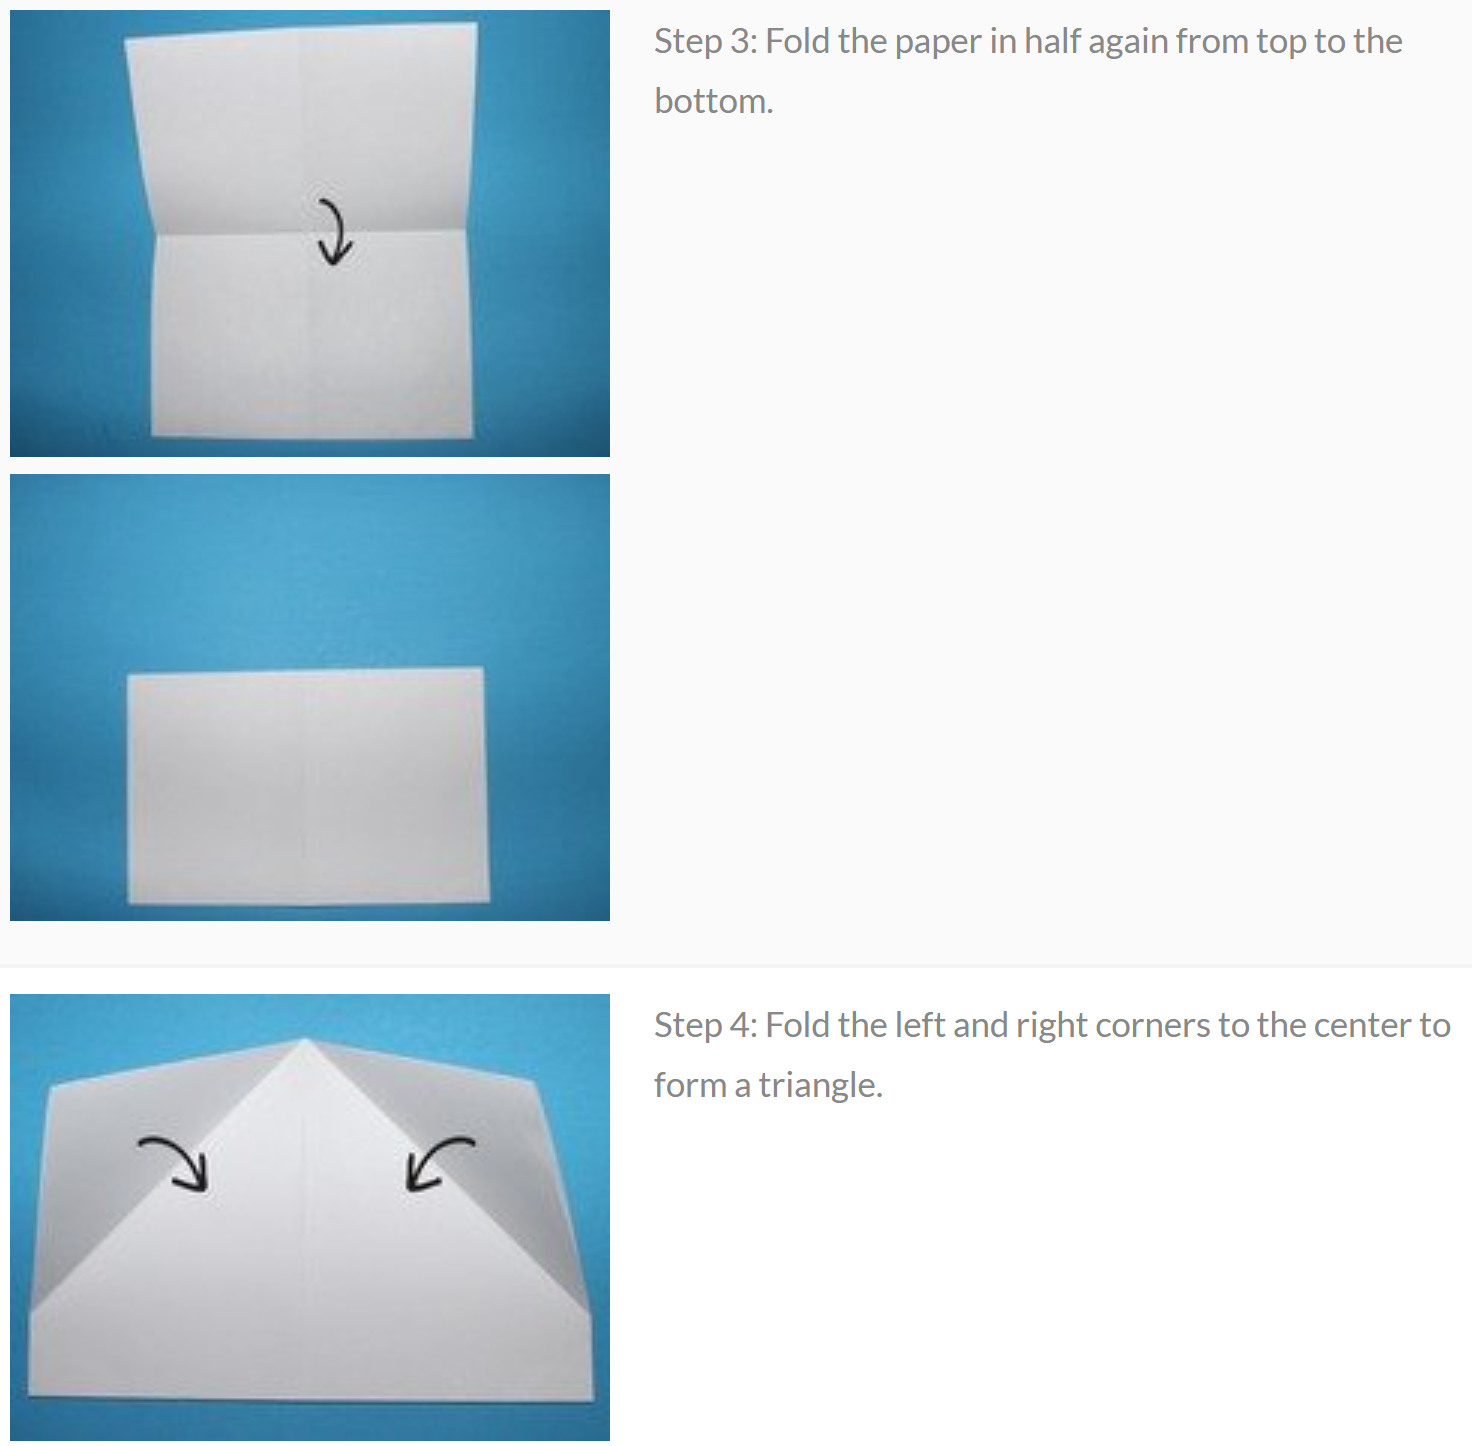 Step 3: Fold the paper in half again from top to the
bottom.
Step 4: Fold the left and right corners to the center to
form a triangle.